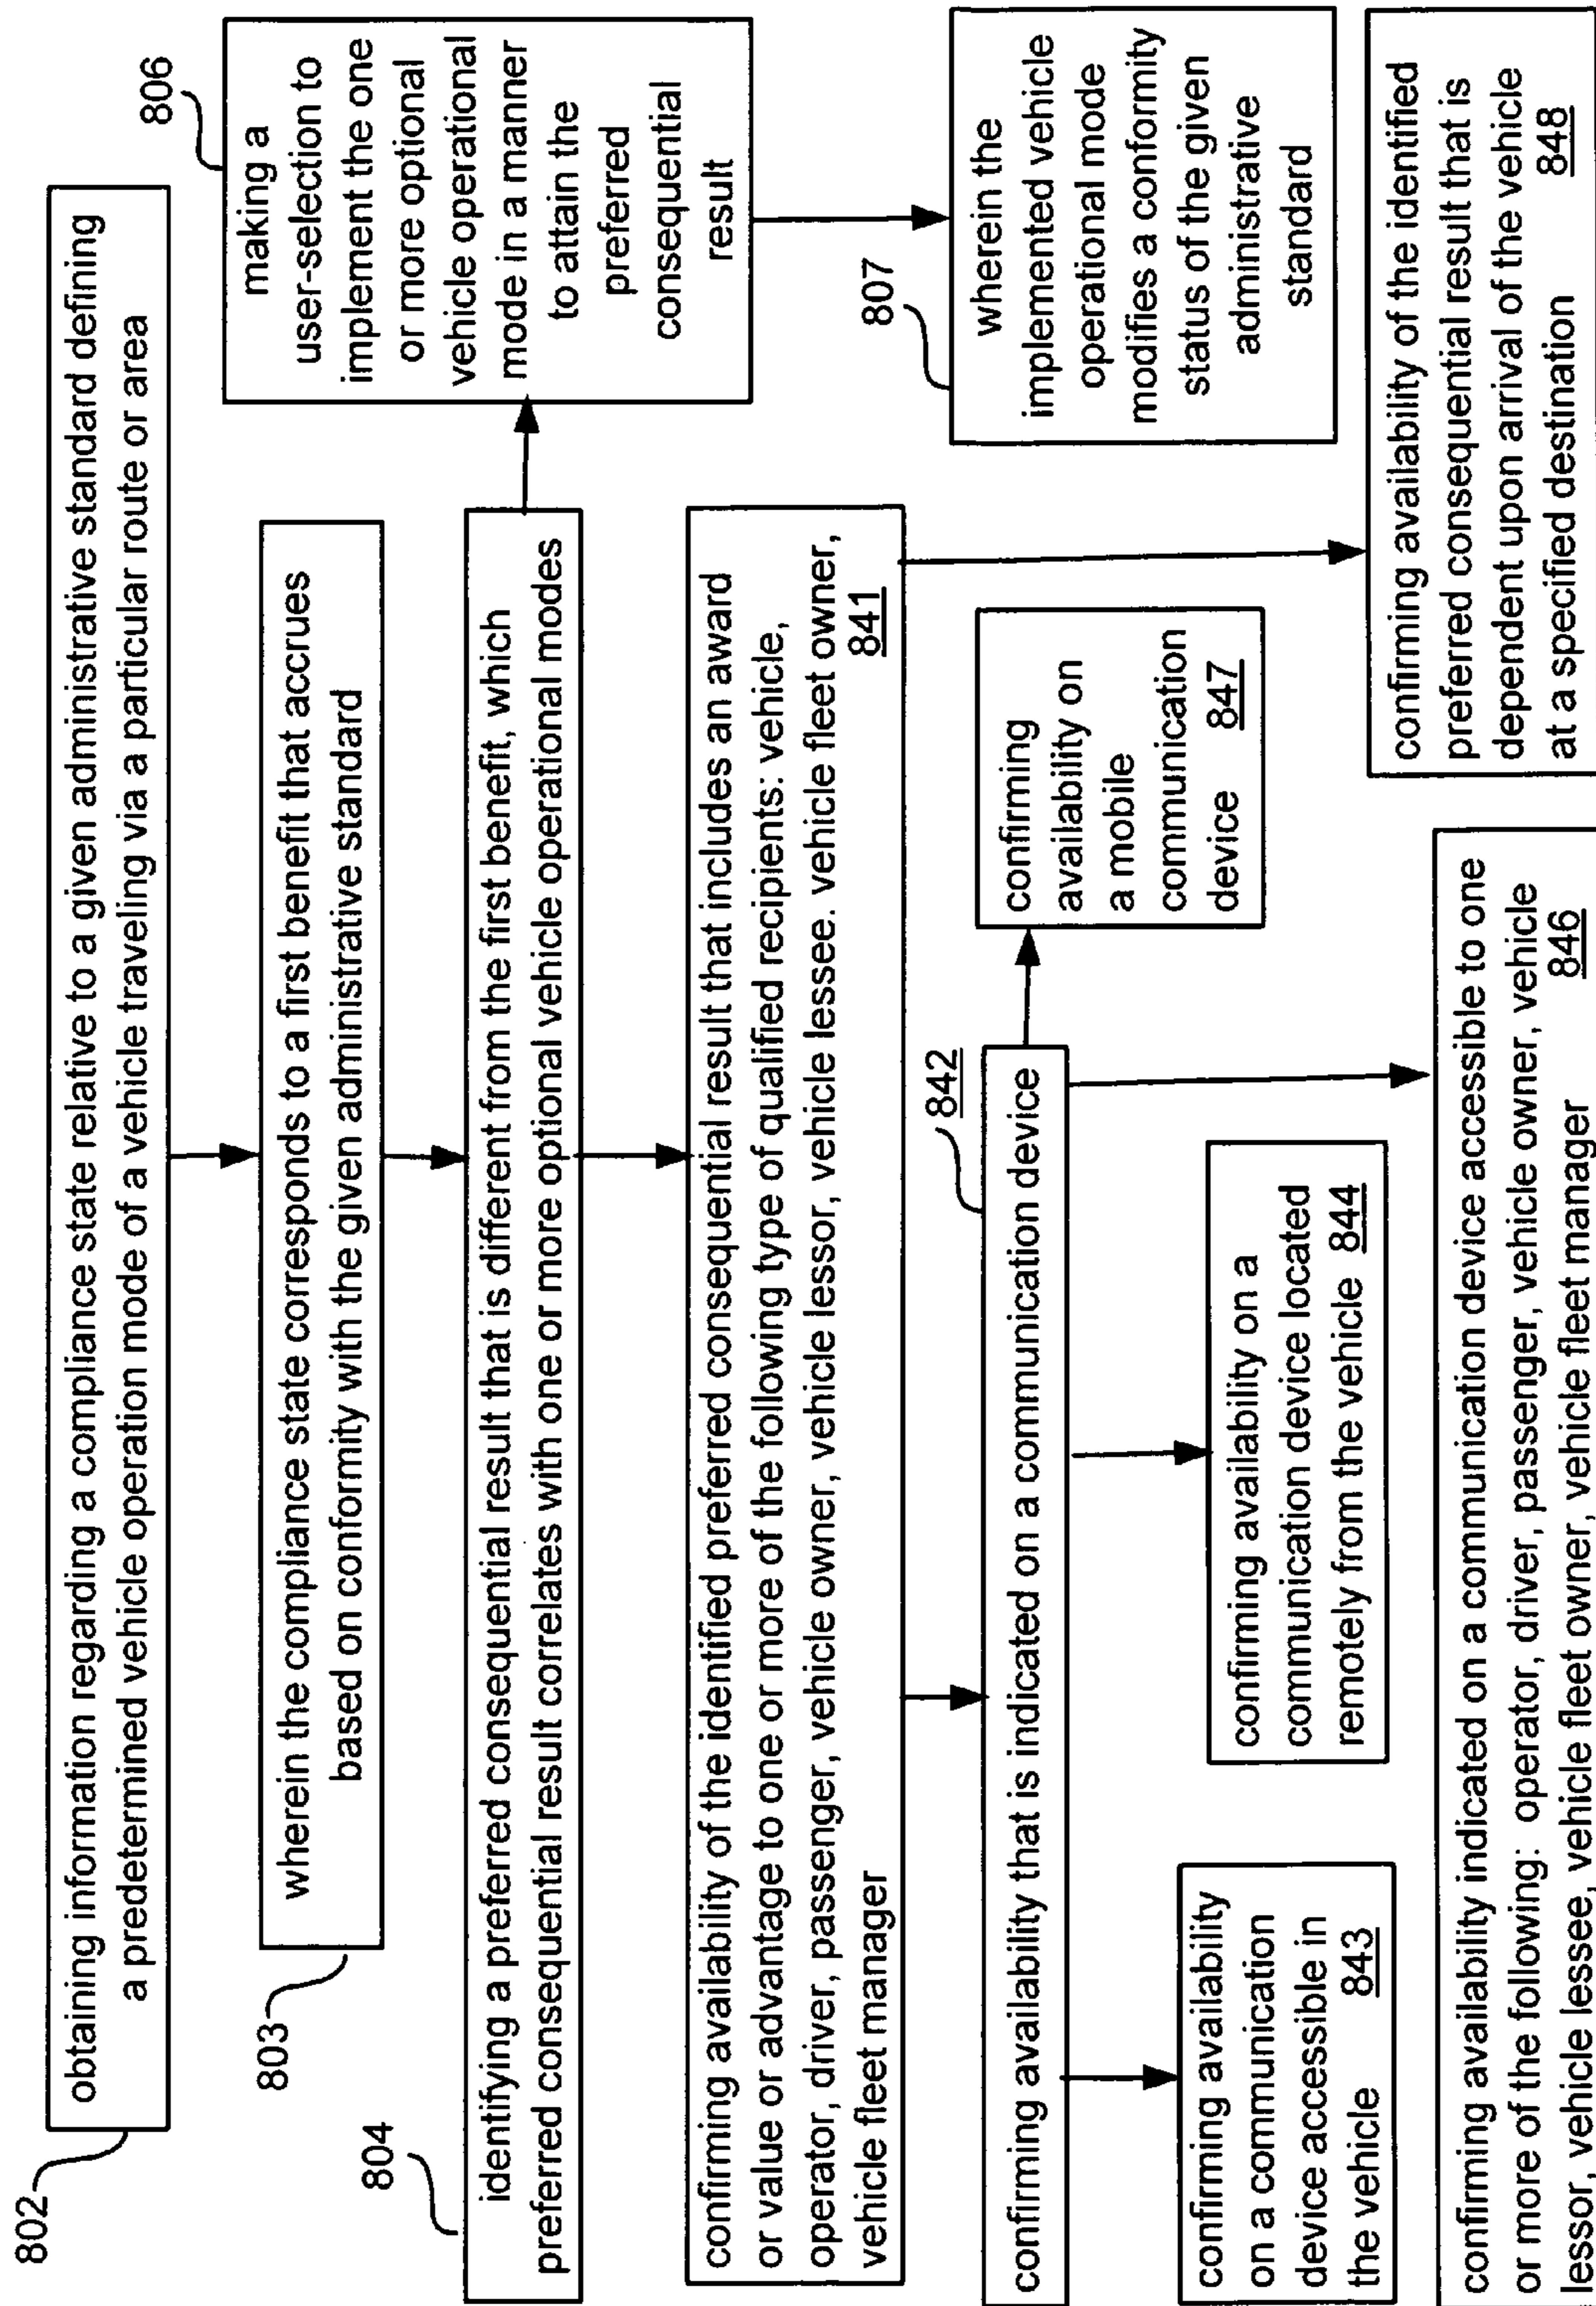 802
obtaining information regarding a compliance state relative to a given administrative standard defining
a predetermined vehicle operation mode of a vehicle traveling via a particular route or area
803
wherein the compliance state corresponds to a first benefit that accrues
based on conformity with the given administrative standard
804
identifying a preferred consequential result that is different from the first benefit, which
preferred consequential result correlates with one or more optional vehicle operational modes
806
making a
user-selection to
implement the one
or more optional
vehicle operational
mode in a manner
to attain the
preferred
consequential
result
807
wherein the
implemented vehicle
operational mode
modifies a conformity
status of the given
administrative
standard
confirming availability of the identified preferred consequential result that includes an award
or value or advantage to one or more of the following type of qualified recipients: vehicle,
operator, driver, passenger, vehicle owner, vehicle lessor, vehicle lessee. vehicle fleet owner,
vehicle fleet manager 841
842
confirming availability that is indicated on a communication device
confirming
availability on
a mobile
communication
device 847
confirming availability
on a communication
device accessible in
the vehicle 843
confirming availability on a
communication device located
remotely from the vehicle 844
confirming availability indicated on a communication device accessible to one
or more of the following: operator, driver, passenger, vehicle owner, vehicle
lessor, vehicle lessee, vehicle fleet owner, vehicle fleet manager 846
confirming availability of the identified
preferred consequential result that is
dependent upon arrival of the vehicle
at a specified destination 848